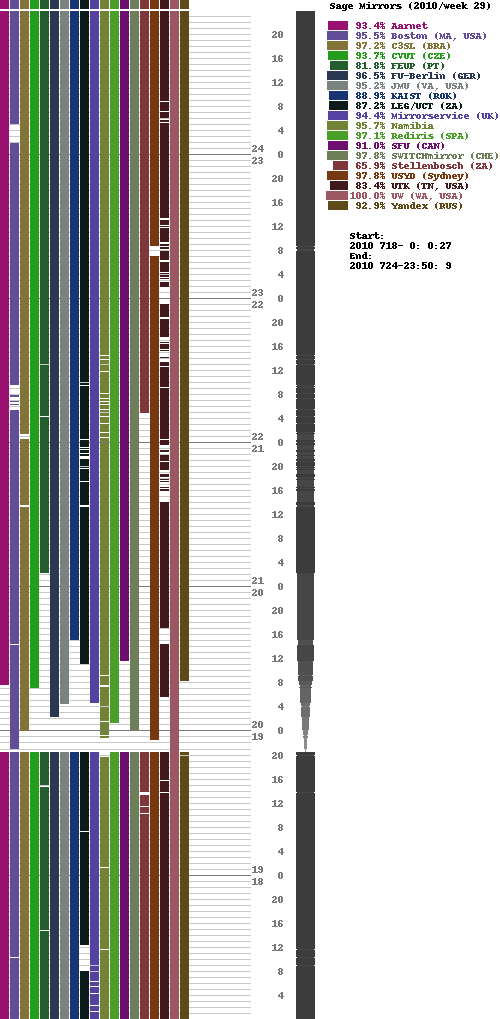 Sage Mirrors (2010/week 29)
93.4% Aarnet
95.5% Boston (MA, USA)
97.2% C3SL (BRA)
93.7% CVUT (CZE)
81.8% FEUP (PT)
96.5% FU-Berlin (GER)
95.2% JMU (VA, USA)
88.9% KAIST (ROK)
87.2% LEG/UCT (ZA)
94.4% Mirrorservice (UK)
95.7% Namibia
97.1% Rediris (SPA)
91.0% SFU (CAN)
97.8% SWITCHmirror (CHE)
65.9% Stellenbosch (ZA)
97.8% USYD (Sydney)
83.4% UTK (TN, USA)
100.0% UW (WA, USA)
92.9% Yandex (RUS)
Start:
2010 718- 0: 0:27
End:
2010 724-23:50: 9
20
16
12
8
4
24
0
23
20
16
12
8
4
23
0
22
20
16
12
8
4
22
0
21
20
16
12
8
4
21
0
20
20
16
12
8
4
20
0
19
20
16
12
8
4
19
0
18
20
16
12
8
4